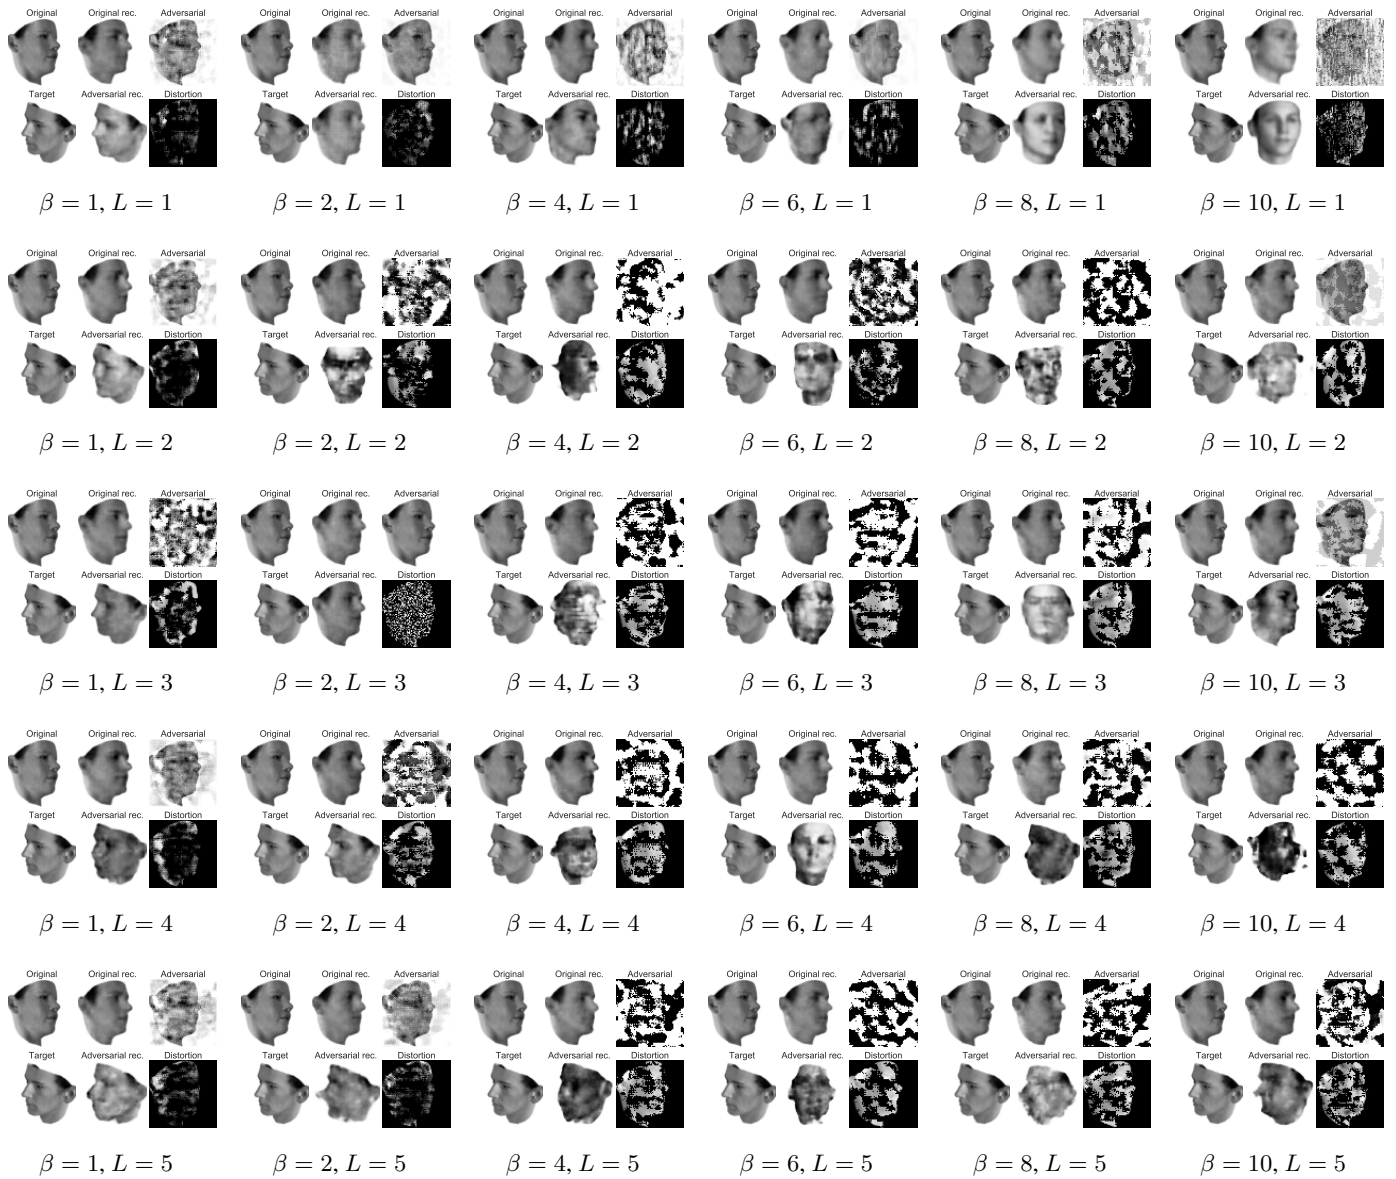 Original Original rec. Adversarial Original Original rec. Adversarial Original Original rec. Adversarial Original Original rec. Adversarial Original Original rec. Adversarial Original Original rec. Adversarial
Target Adversarial rec. Distortion Target Adversarial rec. Distortion Target Adversarial rec. Distortion Target Adversarial rec. Distortion Target Adversarial rec. Distortion Target Adversarial rec. Distortion
β = 1, L = 1 β = 2, L = 1 β = 4, L = 1 β = 6, L = 1 β = 8, L = 1 β = 10, L = 1
Original Original rec. Adversarial Original Original rec. Adversarial Original Original rec. Adversarial Original Original rec. Adversarial Original Original rec. Adversarial Original Original rec. Adversarial
Target Adversarial rec. Distortion Target Adversarial rec. Distortion Target Adversarial rec. Distortion Target Adversarial rec. Distortion Target Adversarial rec. Distortion Target Adversarial rec. Distortion
β = 1, L = 2 β = 2, L = 2 β = 4, L = 2 β = 6, L = 2 β = 8, L = 2 β = 10, L = 2
Original Original rec. Adversarial Original Original rec. Adversarial Original Original rec. Adversarial Original Original rec. Adversarial Original Original rec. Adversarial Original Original rec. Adversarial
Target Adversarial rec. Distortion Target Adversarial rec. Distortion Target Adversarial rec. Distortion Target Adversarial rec. Distortion Target Adversarial rec. Distortion Target Adversarial rec. Distortion
β = 1, L = 3 β = 2, L = 3 β = 4, L = 3 β = 6, L = 3 β = 8, L = 3 β = 10, L = 3
Original Original rec. Adversarial Original Original rec. Adversarial Original Original rec. Adversarial Original Original rec. Adversarial Original Original rec. Adversarial Original Original rec. Adversarial
Target Adversarial rec. Distortion Target Adversarial rec. Distortion Target Adversarial rec. Distortion Target Adversarial rec. Distortion Target Adversarial rec. Distortion Target Adversarial rec. Distortion
β = 1, L = 4 β = 2, L = 4 β = 4, L = 4 β = 6, L = 4 β = 8, L = 4 β = 10, L = 4
Original Original rec. Adversarial Original Original rec. Adversarial Original Original rec. Adversarial Original Original rec. Adversarial Original Original rec. Adversarial Original Original rec. Adversarial
Target Adversarial rec. Distortion Target Adversarial rec. Distortion Target Adversarial rec. Distortion Target Adversarial rec. Distortion Target Adversarial rec. Distortion Target Adversarial rec. Distortion
β = 1, L = 5 β = 2, L = 5 β = 4, L = 5 β = 6, L = 5 β = 8, L = 5 β = 10, L = 5